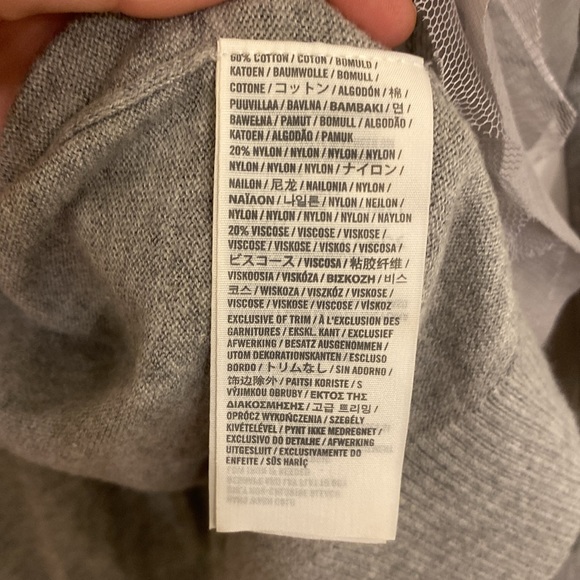 60% COTTON / COTON / BOMULD /
KATOEN / BAUMWOLLE / BOMULL /
COTONE / コットン / ALGODÓN / 棉 /
PUUVILLAA / BAVLNA / BAMBAKI / 면 /
BAWEŁNA / PAMUT / BOMULL / ALGODÃO /
KATOEN / ALGODÃO / PAMUK
20% NYLON / NYLON / NYLON / NYLON /
NYLON / NYLON / NYLON / ナイロン /
NAILON / 尼龙 / NAILONIA / NYLON /
ΝΑΪΛΟΝ / 나일론 / NYLON / NEILON /
NYLON / NYLON / NYLON / NYLON / NAYLON
20% VISCOSE / VISCOSE / VISKOSE /
VISCOSE / VISKOSE / VISKOS / VISCOSA /
ビスコース / VISCOSA / 粘胶纤维 /
VISKOOSIA / VISKÓZA / ΒΙΣΚΟΖΗ / 비스
코스 / WISKOZA / VISZKÓZ / VISKOSE /
VISCOSE / VISKOSE / VISCOSE / VİSKOZ
EXCLUSIVE OF TRIM / À L'EXCLUSION DES
GARNITURES / EKSKL. KANT / EXCLUSIEF
AFWERKING / BESATZ AUSGENOMMEN /
UTOM DEKORATIONSKANTEN / ESCLUSO
BORDO / トリムなし / SIN ADORNO /
饰边除外 / PAITSI KORISTE / S
VÝJIMKOU OBRUBY / ΕΚΤΟΣ ΤΗΣ
ΔΙΑΚΟΣΜΗΣΗΣ / 고급 트리밍 /
OPRÓCZ WYKOŃCZENIA / SZEGÉLY
KIVÉTELÉVEL / PYNT IKKE MEDREGNET /
EXCLUSIVO DO DETALHE / AFWERKING
UITGESLUIT / EXCLUSIVAMENTE DO
ENFEITE / SÜS HARİÇ